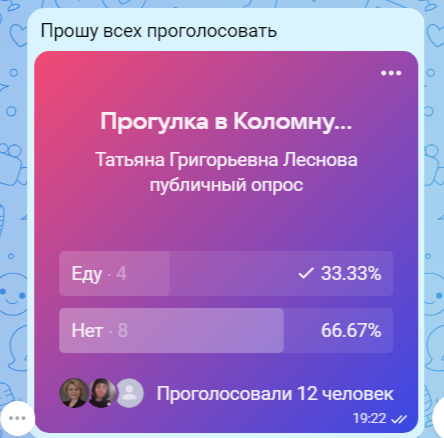 Прошу всех проголосовать
Прогулка в Коломну...
Татьяна Григорьевна Леснова
публичный опрос
Еду · 4 33.33%
Нет · 8 66.67%
Проголосовали 12 человек
19:22